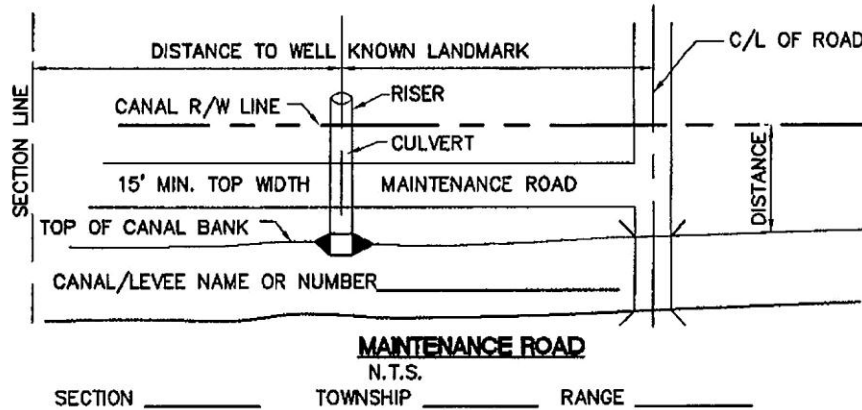 DISTANCE TO WELL KNOWN LANDMARK
C/L OF ROAD
SECTION LINE
CANAL R/W LINE
RISER
CULVERT
15' MIN. TOP WIDTH
MAINTENANCE ROAD
DISTANCE
TOP OF CANAL BANK
CANAL/LEVEE NAME OR NUMBER
MAINTENANCE ROAD
N.T.S.
SECTION TOWNSHIP RANGE